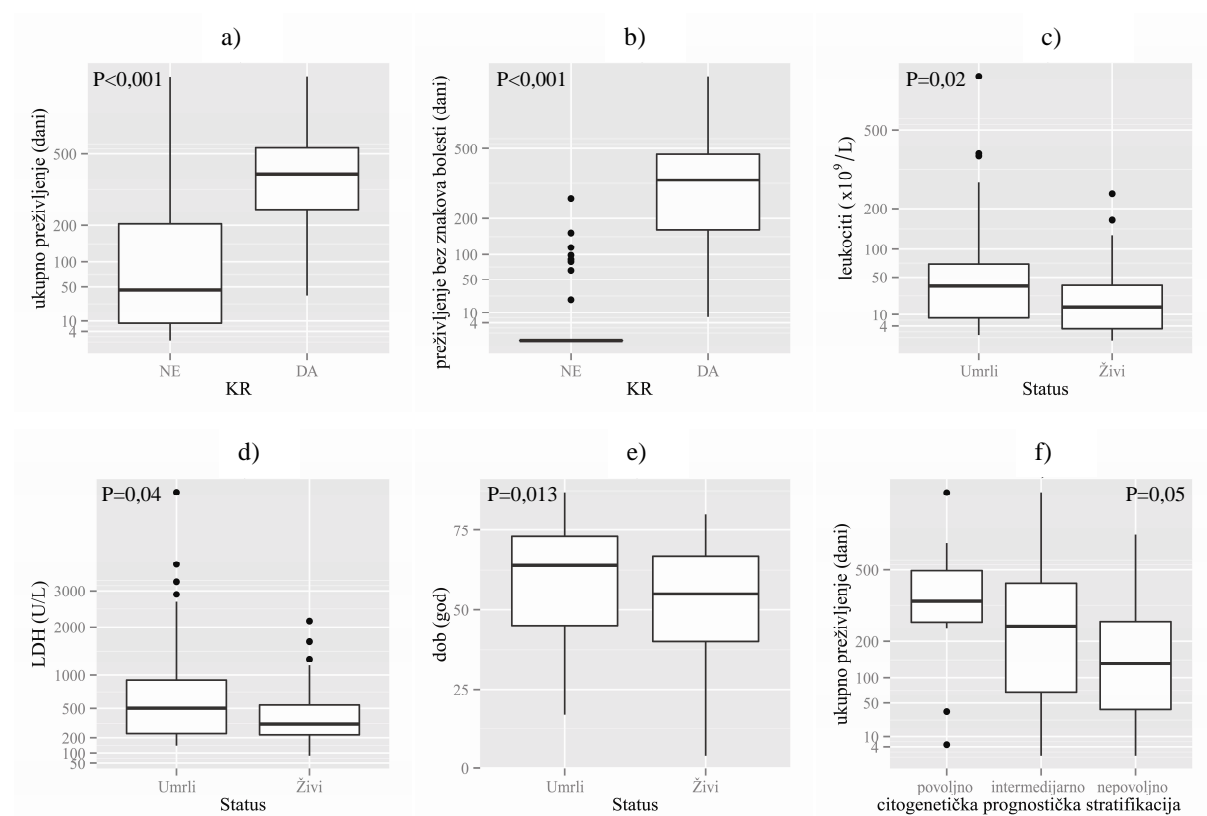 a)
P<0,001
ukupno preživljenje (dani)
500
200
100
50
10
4
NE
DA
KR
b)
P<0,001
preživljenje bez znakova bolesti (dani)
500
200
100
50
10
4
NE
DA
KR
c)
P=0,02
leukociti ( x10⁹/L)
500
200
100
50
10
4
Umrli
Živi
Status
d)
P=0,04
LDH (U/L)
3000
2000
1000
500
200
100
50
Umrli
Živi
Status
e)
P=0,013
dob (god)
75
50
25
0
Umrli
Živi
Status
f)
P=0,05
ukupno preživljenje (dani)
500
200
100
50
10
4
povoljno
intermedijarno
nepovoljno
citogenetička prognostička stratifikacija